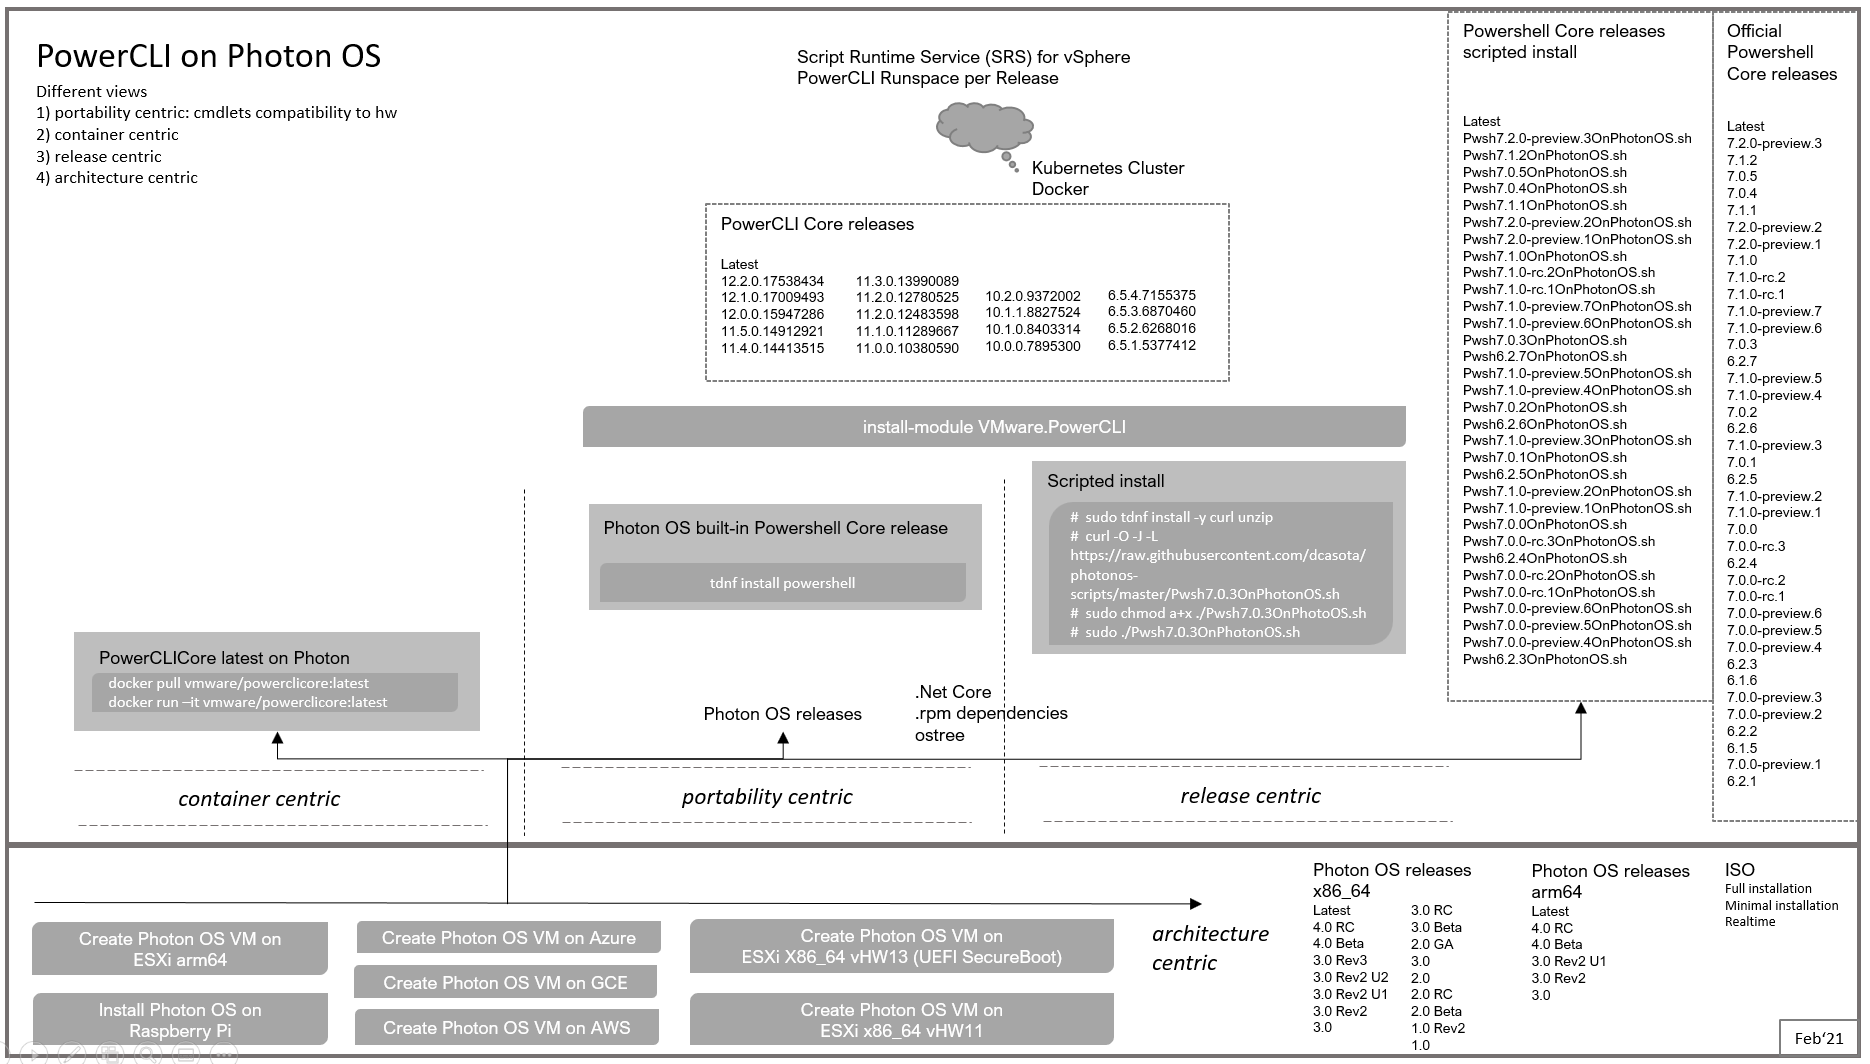 PowerCLI on Photon OS
Different views
1) portability centric: cmdlets compatibility to hw
2) container centric
3) release centric
4) architecture centric
Script Runtime Service (SRS) for vSphere
PowerCLI Runspace per Release
Kubernetes Cluster
Docker
PowerCLI Core releases
Latest
12.2.0.17538434
12.1.0.17009493
12.0.0.15947286
11.5.0.14912921
11.4.0.14413515
11.3.0.13990089
11.2.0.12780525
11.2.0.12483598
11.1.0.11289667
11.0.0.10380590
10.2.0.9372002
10.1.1.8827524
10.1.0.8403314
10.0.0.7895300
6.5.4.7155375
6.5.3.6870460
6.5.2.6268016
6.5.1.5377412
install-module VMware.PowerCLI
Scripted install
# sudo tdnf install -y curl unzip
# curl -O -J -L
https://raw.githubusercontent.com/dcasota/
photonos-
scripts/master/Pwsh7.0.3OnPhotonOS.sh
# sudo chmod a+x ./Pwsh7.0.3OnPhotoOS.sh
# sudo ./Pwsh7.0.3OnPhotonOS.sh
Photon OS built-in Powershell Core release
tdnf install powershell
PowerCLICore latest on Photon
docker pull vmware/powerclicore:latest
docker run –it vmware/powerclicore:latest
Photon OS releases
.Net Core
.rpm dependencies
ostree
container centric
portability centric
release centric
Powershell Core releases
scripted install
Latest
Pwsh7.2.0-preview.3OnPhotonOS.sh
Pwsh7.1.2OnPhotonOS.sh
Pwsh7.0.5OnPhotonOS.sh
Pwsh7.0.4OnPhotonOS.sh
Pwsh7.1.1OnPhotonOS.sh
Pwsh7.2.0-preview.2OnPhotonOS.sh
Pwsh7.2.0-preview.1OnPhotonOS.sh
Pwsh7.1.0OnPhotonOS.sh
Pwsh7.1.0-rc.2OnPhotonOS.sh
Pwsh7.1.0-rc.1OnPhotonOS.sh
Pwsh7.1.0-preview.7OnPhotonOS.sh
Pwsh7.1.0-preview.6OnPhotonOS.sh
Pwsh7.0.3OnPhotonOS.sh
Pwsh6.2.7OnPhotonOS.sh
Pwsh7.1.0-preview.5OnPhotonOS.sh
Pwsh7.1.0-preview.4OnPhotonOS.sh
Pwsh7.0.2OnPhotonOS.sh
Pwsh6.2.6OnPhotonOS.sh
Pwsh7.1.0-preview.3OnPhotonOS.sh
Pwsh7.0.1OnPhotonOS.sh
Pwsh6.2.5OnPhotonOS.sh
Pwsh7.1.0-preview.2OnPhotonOS.sh
Pwsh7.1.0-preview.1OnPhotonOS.sh
Pwsh7.0.0OnPhotonOS.sh
Pwsh7.0.0-rc.3OnPhotonOS.sh
Pwsh6.2.4OnPhotonOS.sh
Pwsh7.0.0-rc.2OnPhotonOS.sh
Pwsh7.0.0-rc.1OnPhotonOS.sh
Pwsh7.0.0-preview.6OnPhotonOS.sh
Pwsh7.0.0-preview.5OnPhotonOS.sh
Pwsh7.0.0-preview.4OnPhotonOS.sh
Pwsh6.2.3OnPhotonOS.sh
Official
Powershell
Core releases
Latest
7.2.0-preview.3
7.1.2
7.0.5
7.0.4
7.1.1
7.2.0-preview.2
7.2.0-preview.1
7.1.0
7.1.0-rc.2
7.1.0-rc.1
7.1.0-preview.7
7.1.0-preview.6
7.0.3
6.2.7
7.1.0-preview.5
7.1.0-preview.4
7.0.2
6.2.6
7.1.0-preview.3
7.0.1
6.2.5
7.1.0-preview.2
7.1.0-preview.1
7.0.0
7.0.0-rc.3
6.2.4
7.0.0-rc.2
7.0.0-rc.1
7.0.0-preview.6
7.0.0-preview.5
7.0.0-preview.4
6.2.3
6.1.6
7.0.0-preview.3
7.0.0-preview.2
6.2.2
6.1.5
7.0.0-preview.1
6.2.1
Create Photon OS VM on
ESXi arm64
Install Photon OS on
Raspberry Pi
Create Photon OS VM on Azure
Create Photon OS VM on GCE
Create Photon OS VM on AWS
Create Photon OS VM on
ESXi X86_64 vHW13 (UEFI SecureBoot)
Create Photon OS VM on
ESXi x86_64 vHW11
architecture
centric
Photon OS releases
x86_64
Latest
4.0 RC
4.0 Beta
3.0 Rev3
3.0 Rev2 U2
3.0 Rev2 U1
3.0 Rev2
3.0
3.0 RC
3.0 Beta
2.0 GA
3.0
2.0
2.0 RC
2.0 Beta
1.0 Rev2
1.0
Photon OS releases
arm64
Latest
4.0 RC
4.0 Beta
3.0 Rev2 U1
3.0 Rev2
3.0
ISO
Full installation
Minimal installation
Realtime
Feb‘21